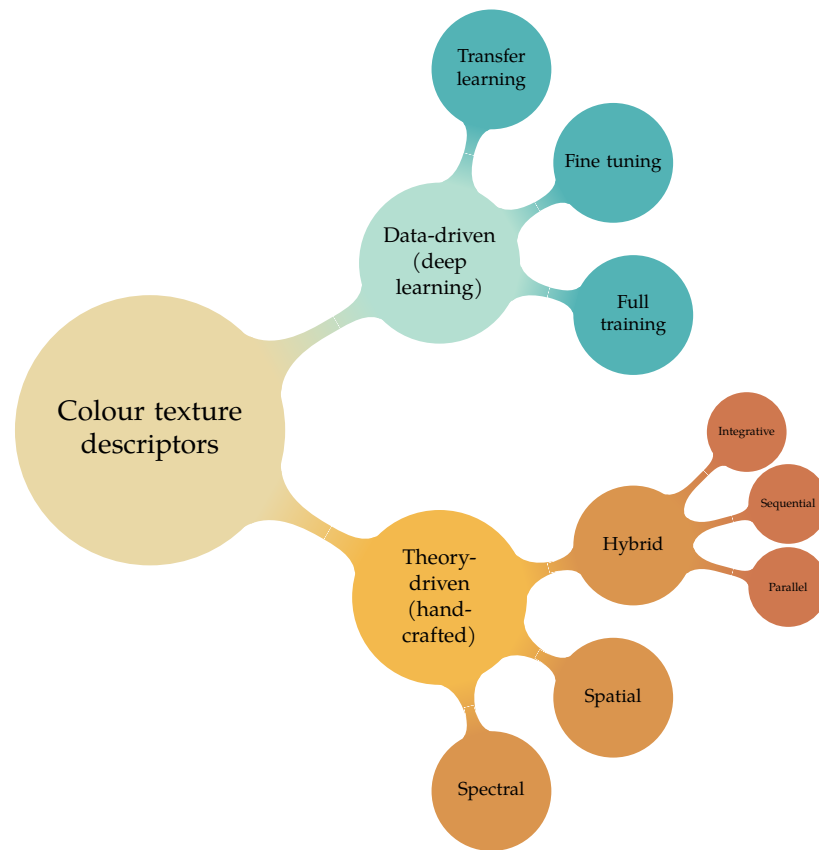 Transfer
learning
Fine tuning
Data-driven
(deep
learning)
Full
training
Colour texture
descriptors
Integrative
Sequential
Hybrid
Parallel
Theory-
driven
(hand-
crafted)
Spatial
Spectral